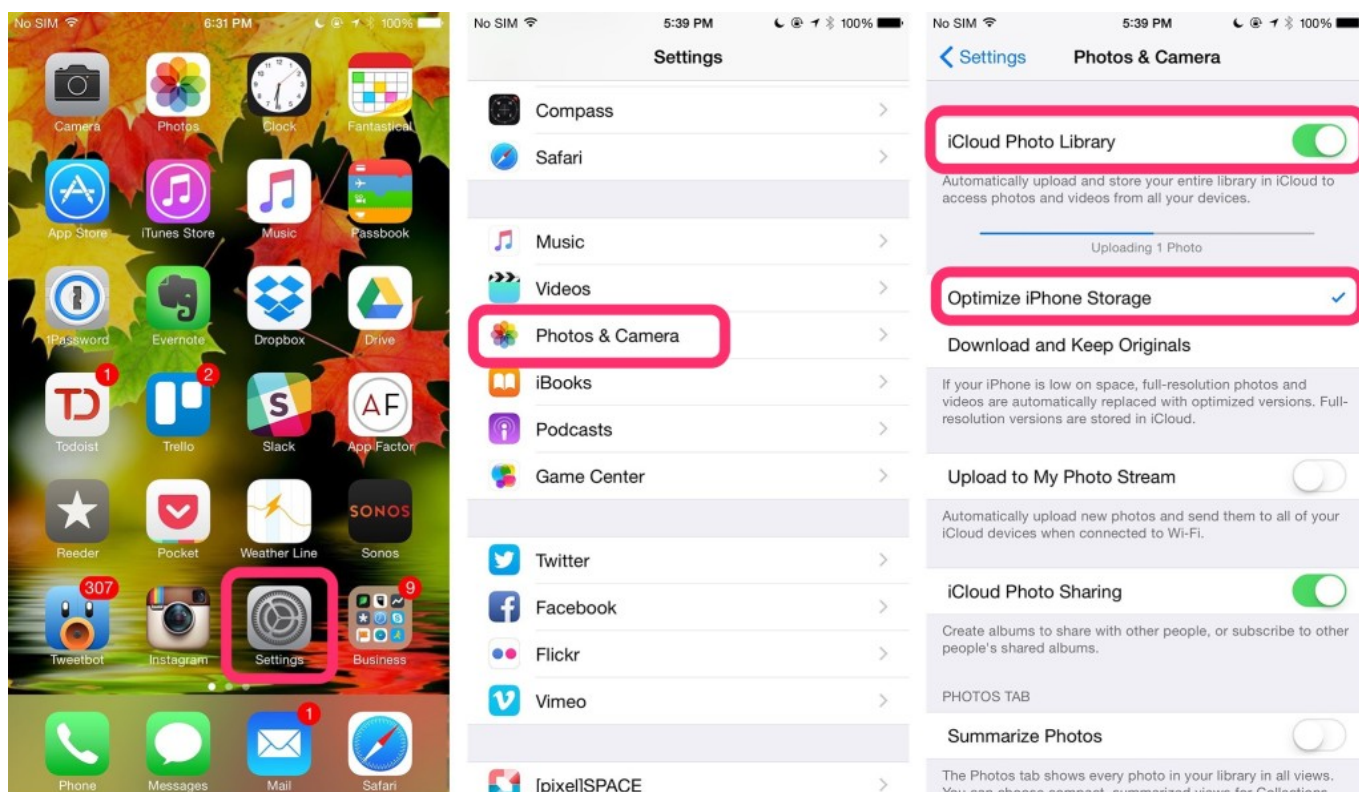 No SIM 6:31 PM 100%
Camera Photos Clock Fantastical
App Store iTunes Store Music Passbook
1Password Evernote Dropbox Drive
1 2
TD S AF
Todoist Trello Slack App Factor
SONOS
Reeder Pocket Weather Line Sonos
307 9
Tweetbot Instagram Settings Business
1
Phone Messages Mail Safari
No SIM 5:39 PM 100%
Settings
Compass
Safari
Music
Videos
Photos & Camera
iBooks
Podcasts
Game Center
Twitter
Facebook
Flickr
Vimeo
[pixel]SPACE
No SIM 5:39 PM 100%
Settings Photos & Camera
iCloud Photo Library
Automatically upload and store your entire library in iCloud to
access photos and videos from all your devices.
Uploading 1 Photo
Optimize iPhone Storage
Download and Keep Originals
If your iPhone is low on space, full-resolution photos and
videos are automatically replaced with optimized versions. Full-
resolution versions are stored in iCloud.
Upload to My Photo Stream
Automatically upload new photos and send them to all of your
iCloud devices when connected to Wi-Fi.
iCloud Photo Sharing
Create albums to share with other people, or subscribe to other
people's shared albums.
PHOTOS TAB
Summarize Photos
The Photos tab shows every photo in your library in all views.
You can choose compact, summarized views for Collections